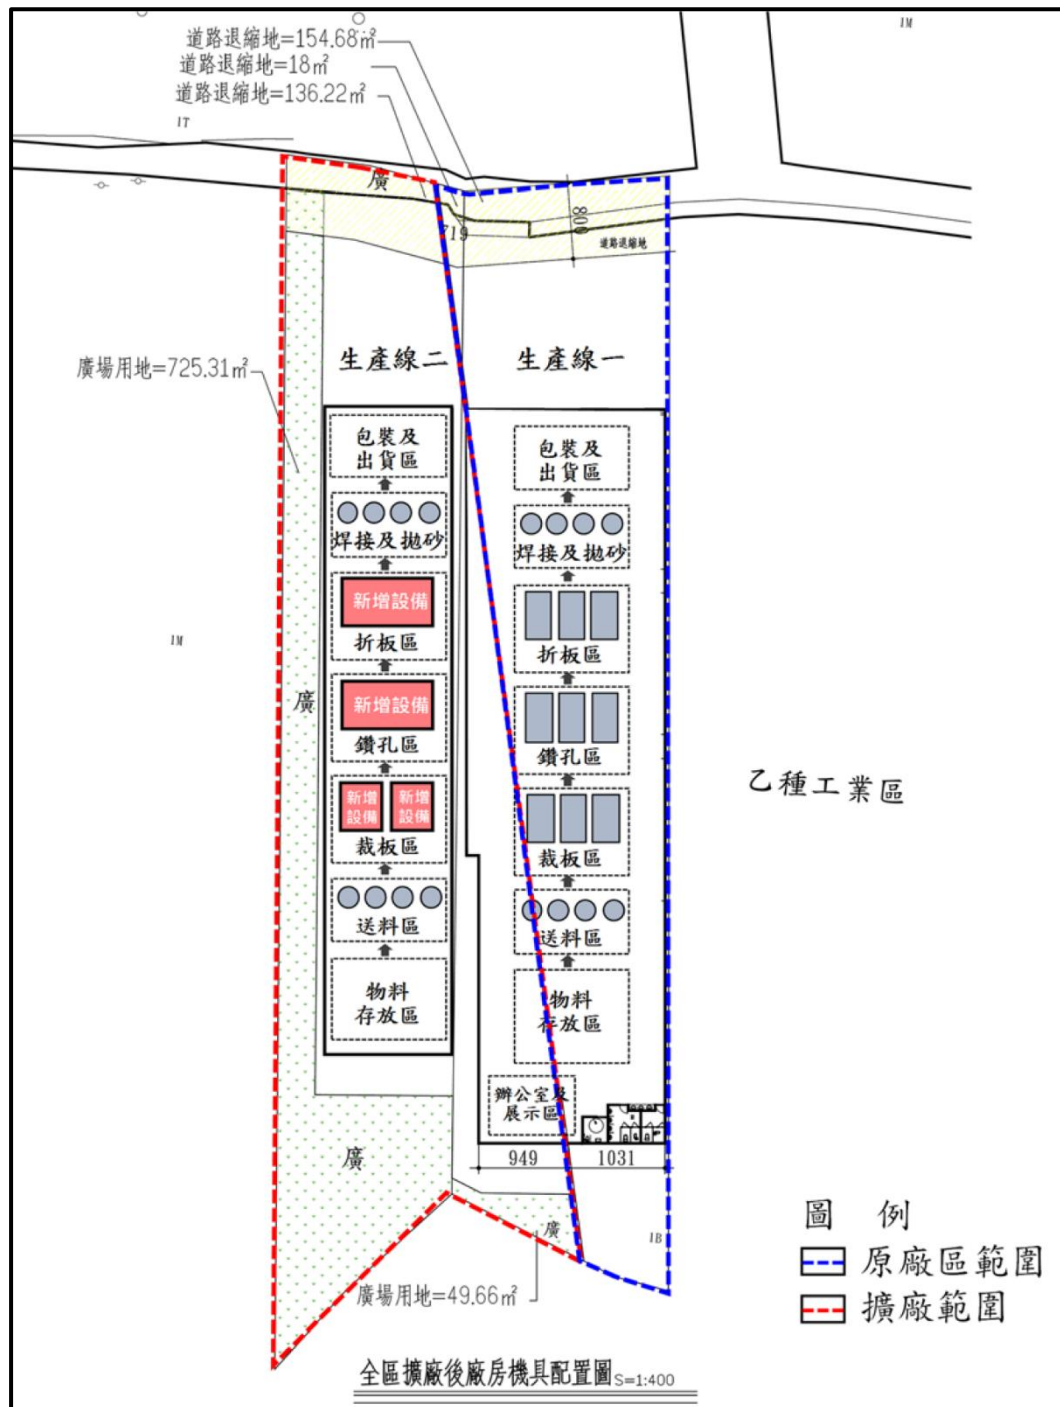 1M
道路退縮地=154.68㎡
道路退縮地=18㎡
道路退縮地=136.22㎡
1T
廣
719
808
道路退縮地
生產線二
生產線一
廣場用地=725.31㎡
包裝及
出貨區
焊接及拋砂
新增設備
折板區
新增設備
鑽孔區
新增
設備
新增
設備
裁板區
送料區
物料
存放區
包裝及
出貨區
焊接及拋砂
折板區
鑽孔區
裁板區
送料區
物料
存放區
辦公室及
展示區
1M
廣
乙種工業區
949
1031
廣
廣
1B
廣場用地=49.66㎡
圖 例
原廠區範圍
擴廠範圍
全區擴廠後廠房機具配置圖 S=1:400